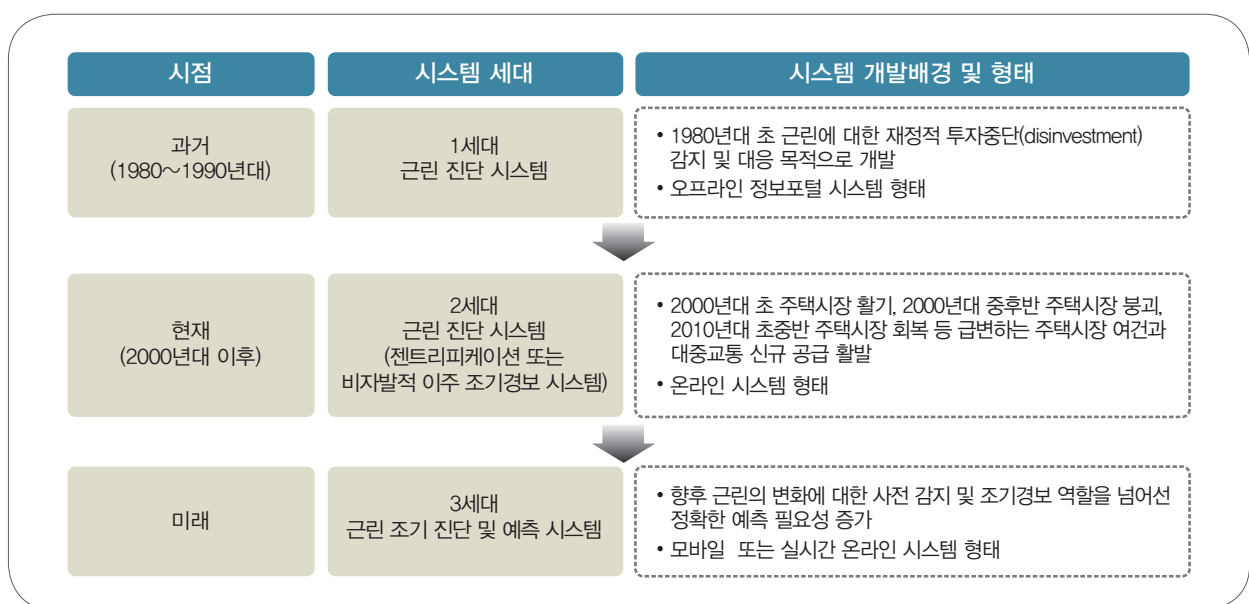 시점
시스템 세대
시스템 개발배경 및 형태
과거
(1980～1990년대)
1세대
근린 진단 시스템
• 1980년대 초 근린에 대한 재정적 투자중단(disinvestment)
감지 및 대응 목적으로 개발
• 오프라인 정보포털 시스템 형태
현재
(2000년대 이후)
2세대
근린 진단 시스템
(젠트리피케이션 또는
비자발적 이주 조기경보 시스템)
• 2000년대 초 주택시장 활기, 2000년대 중후반 주택시장 붕괴,
2010년대 초중반 주택시장 회복 등 급변하는 주택시장 여건과
대중교통 신규 공급 활발
• 온라인 시스템 형태
미래
3세대
근린 조기 진단 및 예측 시스템
• 향후 근린의 변화에 대한 사전 감지 및 조기경보 역할을 넘어선
정확한 예측 필요성 증가
• 모바일 또는 실시간 온라인 시스템 형태